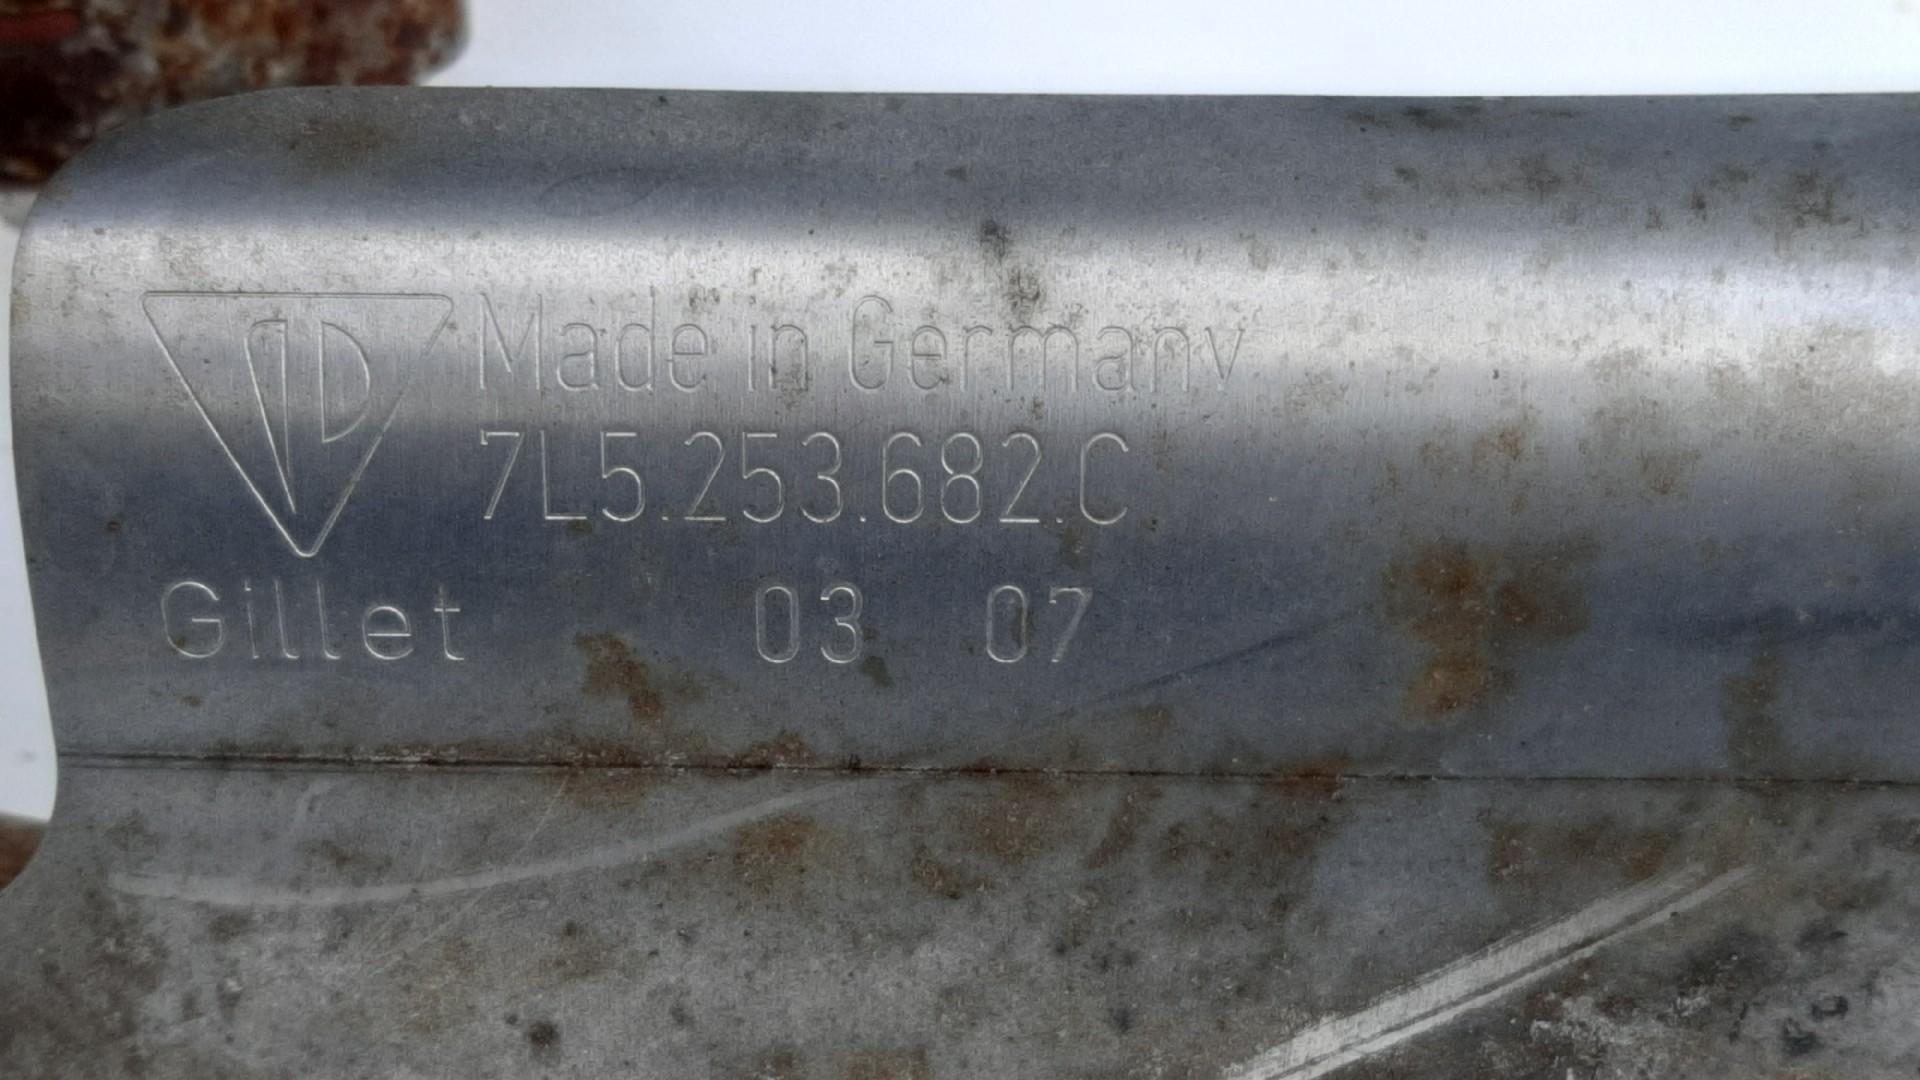 Made in Germany
7L5.253.682.C
Gillet 03 07